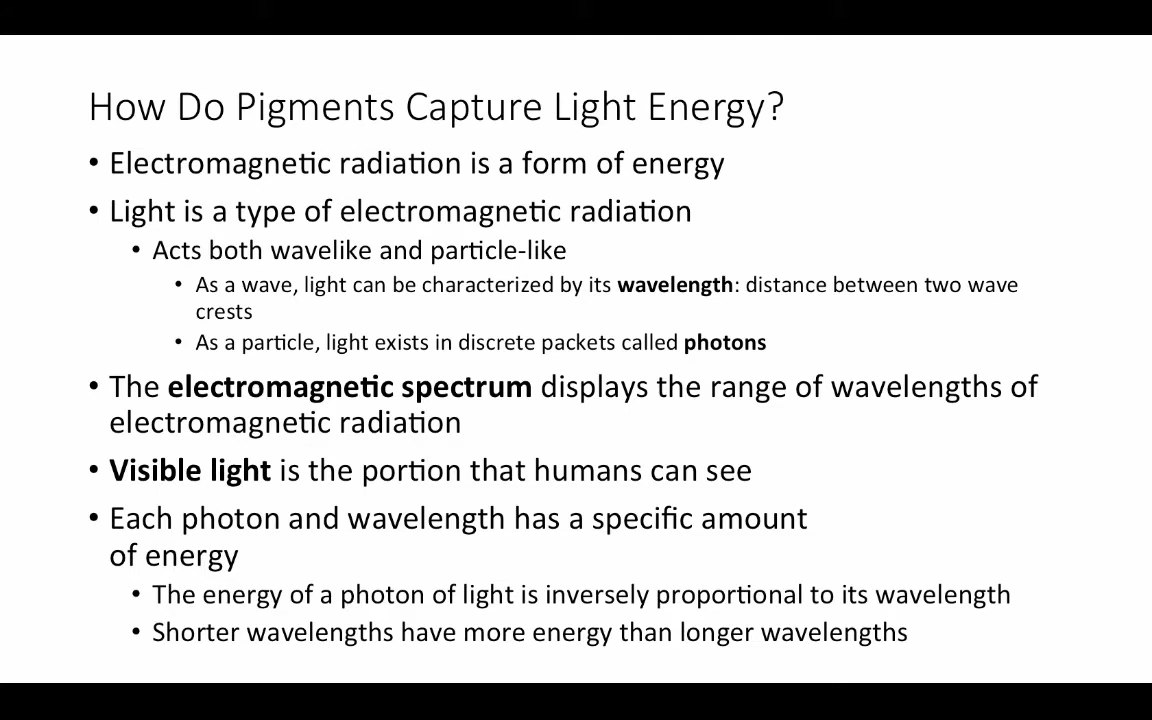 How Do Pigments Capture Light Energy?
• Electromagnetic radiation is a form of energy
• Light is a type of electromagnetic radiation
• Acts both wavelike and particle-like
• As a wave, light can be characterized by its wavelength: distance between two wave
crests
• As a particle, light exists in discrete packets called photons
• The electromagnetic spectrum displays the range of wavelengths of
electromagnetic radiation
• Visible light is the portion that humans can see
• Each photon and wavelength has a specific amount
of energy
• The energy of a photon of light is inversely proportional to its wavelength
• Shorter wavelengths have more energy than longer wavelengths